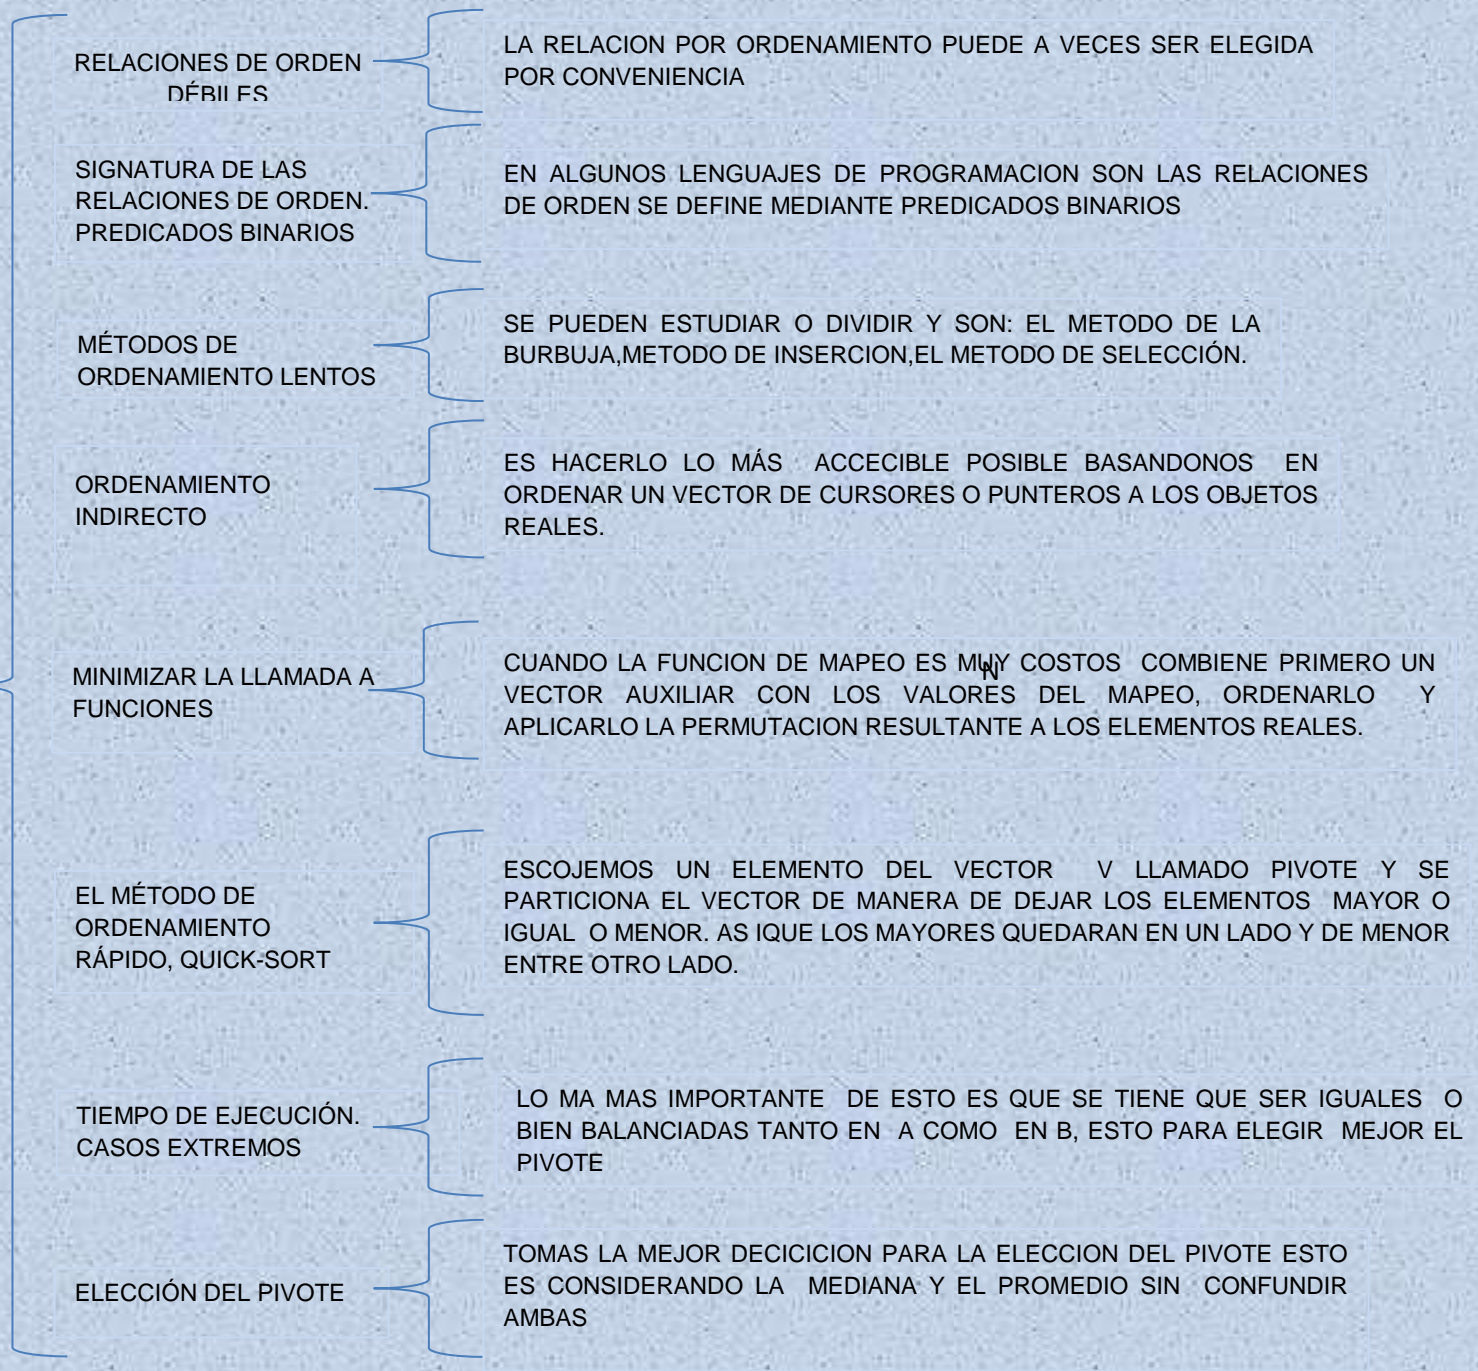 RELACIONES DE ORDEN
DÉBILES
LA RELACION POR ORDENAMIENTO PUEDE A VECES SER ELEGIDA
POR CONVENIENCIA
SIGNATURA DE LAS
RELACIONES DE ORDEN.
PREDICADOS BINARIOS
EN ALGUNOS LENGUAJES DE PROGRAMACION SON LAS RELACIONES
DE ORDEN SE DEFINE MEDIANTE PREDICADOS BINARIOS
MÉTODOS DE
ORDENAMIENTO LENTOS
SE PUEDEN ESTUDIAR O DIVIDIR Y SON: EL METODO DE LA
BURBUJA,METODO DE INSERCION,EL METODO DE SELECCIÓN.
ORDENAMIENTO
INDIRECTO
ES HACERLO LO MÁS ACCECIBLE POSIBLE BASANDONOS EN
ORDENAR UN VECTOR DE CURSORES O PUNTEROS A LOS OBJETOS
REALES.
MINIMIZAR LA LLAMADA A
FUNCIONES
CUANDO LA FUNCION DE MAPEO ES MUY COSTOS COMBIENE PRIMERO UN
N
VECTOR AUXILIAR CON LOS VALORES DEL MAPEO, ORDENARLO Y
APLICARLO LA PERMUTACION RESULTANTE A LOS ELEMENTOS REALES.
EL MÉTODO DE
ORDENAMIENTO
RÁPIDO, QUICK-SORT
ESCOJEMOS UN ELEMENTO DEL VECTOR V LLAMADO PIVOTE Y SE
PARTICIONA EL VECTOR DE MANERA DE DEJAR LOS ELEMENTOS MAYOR O
IGUAL O MENOR. AS IQUE LOS MAYORES QUEDARAN EN UN LADO Y DE MENOR
ENTRE OTRO LADO.
TIEMPO DE EJECUCIÓN.
CASOS EXTREMOS
LO MA MAS IMPORTANTE DE ESTO ES QUE SE TIENE QUE SER IGUALES O
BIEN BALANCIADAS TANTO EN A COMO EN B, ESTO PARA ELEGIR MEJOR EL
PIVOTE
ELECCIÓN DEL PIVOTE
TOMAS LA MEJOR DECICICION PARA LA ELECCION DEL PIVOTE ESTO
ES CONSIDERANDO LA MEDIANA Y EL PROMEDIO SIN CONFUNDIR
AMBAS